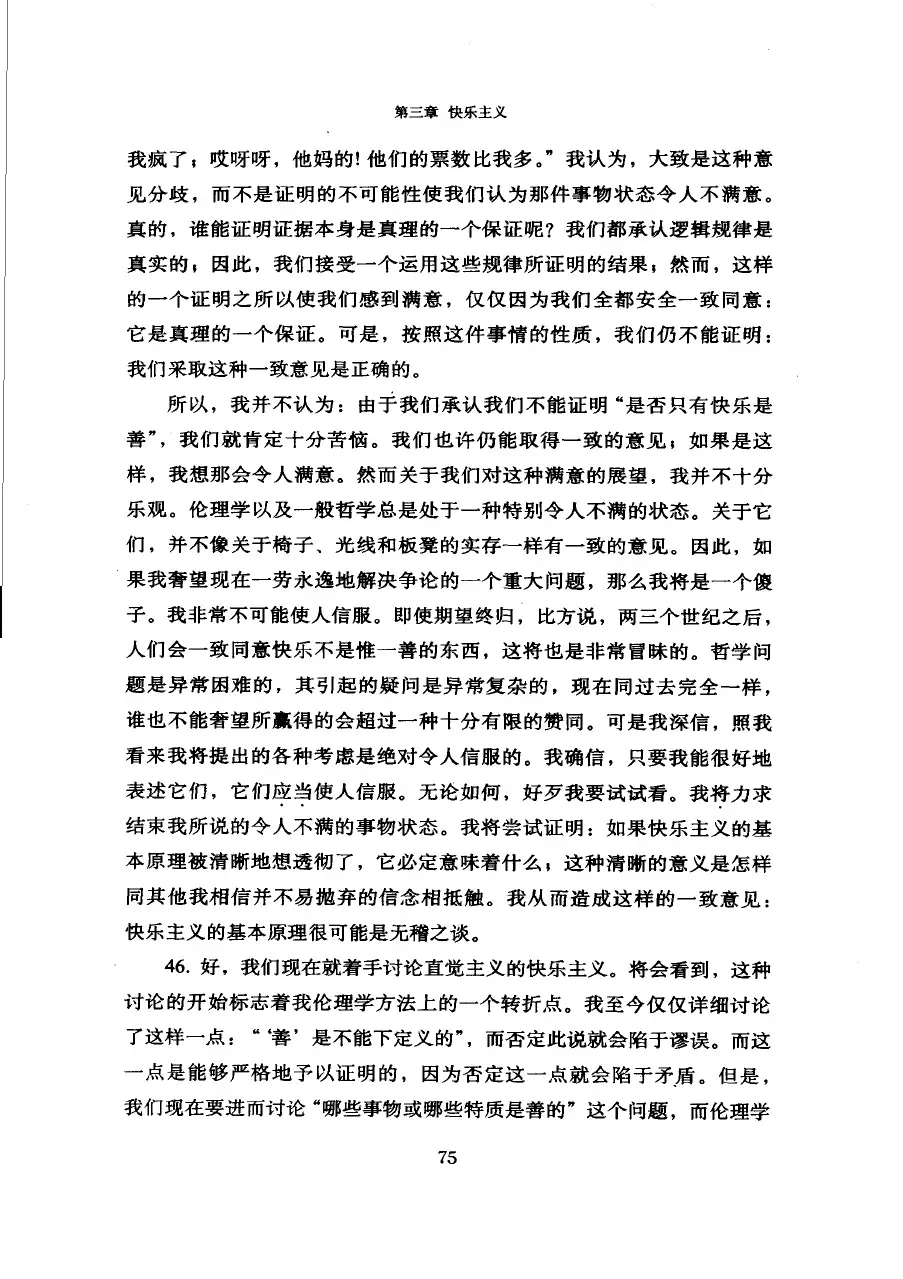 第三章 快乐主义
我疯了；哎呀呀，他妈的！他们的票数比我多。”我认为，大致是这种意
见分歧，而不是证明的不可能性使我们认为那件事物状态令人不满意。
真的，谁能证明证据本身是真理的一个保证呢？我们都承认逻辑规律是
真实的；因此，我们接受一个运用这些规律所证明的结果；然而，这样
的一个证明之所以使我们感到满意，仅仅因为我们全都安全一致同意：
它是真理的一个保证。可是，按照这件事情的性质，我们仍不能证明：
我们采取这种一致意见是正确的。
所以，我并不认为：由于我们承认我们不能证明“是否只有快乐是
善”，我们就肯定十分苦恼。我们也许仍能取得一致的意见；如果是这
样，我想那会令人满意。然而关于我们对这种满意的展望，我并不十分
乐观。伦理学以及一般哲学总是处于一种特别令人不满的状态。关于它
们，并不像关于椅子、光线和板凳的实存一样有一致的意见。因此，如
果我奢望现在一劳永逸地解决争论的一个重大问题，那么我将是一个傻
子。我非常不可能使人信服。即使期望终归，比方说，两三个世纪之后，
人们会一致同意快乐不是惟一善的东西，这将也是非常冒昧的。哲学问
题是异常困难的，其引起的疑问是异常复杂的，现在同过去完全一样，
谁也不能奢望所赢得的会超过一种十分有限的赞同。可是我深信，照我
看来我将提出的各种考虑是绝对令人信服的。我确信，只要我能很好地
表述它们，它们应当使人信服。无论如何，好歹我要试试看。我将力求
结束我所说的令人不满的事物状态。我将尝试证明：如果快乐主义的基
本原理被清晰地想透彻了，它必定意味着什么；这种清晰的意义是怎样
同其他我相信并不易抛弃的信念相抵触。我从而造成这样的一致意见：
快乐主义的基本原理很可能是无稽之谈。
46. 好，我们现在就着手讨论直觉主义的快乐主义。将会看到，这种
讨论的开始标志着我伦理学方法上的一个转折点。我至今仅仅详细讨论
了这样一点：“‘善’是不能下定义的”，而否定此说就会陷于谬误。而这
一点是能够严格地予以证明的，因为否定这一点就会陷于矛盾。但是，
我们现在要进而讨论“哪些事物或哪些特质是善的”这个问题，而伦理学
75